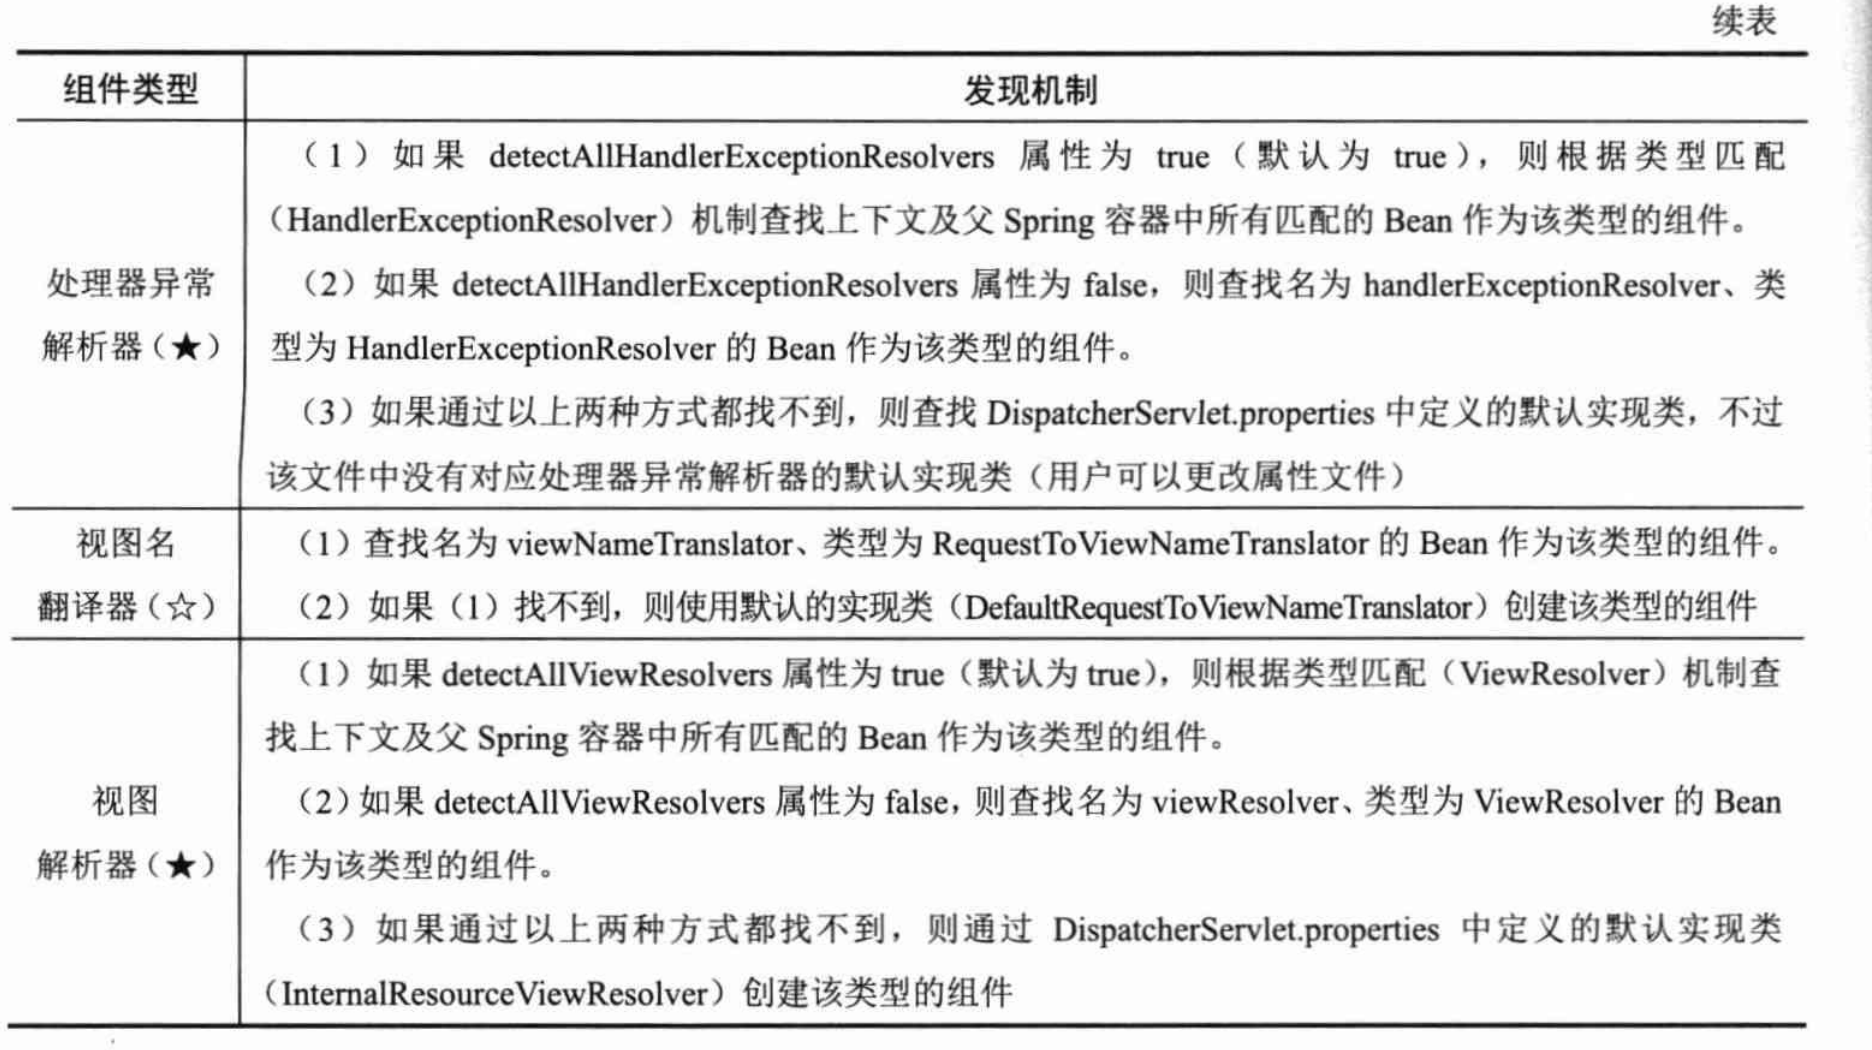 续表
组件类型 发现机制
（1）如果 detectAllHandlerExceptionResolvers 属性为 true（默认为 true），则根据类型匹配
（HandlerExceptionResolver）机制查找上下文及父 Spring 容器中所有匹配的 Bean 作为该类型的组件。
处理器异常 （2）如果 detectAllHandlerExceptionResolvers 属性为 false，则查找名为 handlerExceptionResolver、类
解析器（★） 型为 HandlerExceptionResolver 的 Bean 作为该类型的组件。
（3）如果通过以上两种方式都找不到，则查找 DispatcherServlet.properties 中定义的默认实现类，不过
该文件中没有对应处理器异常解析器的默认实现类（用户可以更改属性文件）
视图名 （1）查找名为 viewNameTranslator、类型为 RequestToViewNameTranslator 的 Bean 作为该类型的组件。
翻译器（☆） （2）如果（1）找不到，则使用默认的实现类（DefaultRequestToViewNameTranslator）创建该类型的组件
（1）如果 detectAllViewResolvers 属性为 true（默认为 true），则根据类型匹配（ViewResolver）机制查
找上下文及父 Spring 容器中所有匹配的 Bean 作为该类型的组件。
视图 （2）如果 detectAllViewResolvers 属性为 false，则查找名为 viewResolver、类型为 ViewResolver 的 Bean
解析器（★） 作为该类型的组件。
（3）如果通过以上两种方式都找不到，则通过 DispatcherServlet.properties 中定义的默认实现类
（InternalResourceViewResolver）创建该类型的组件